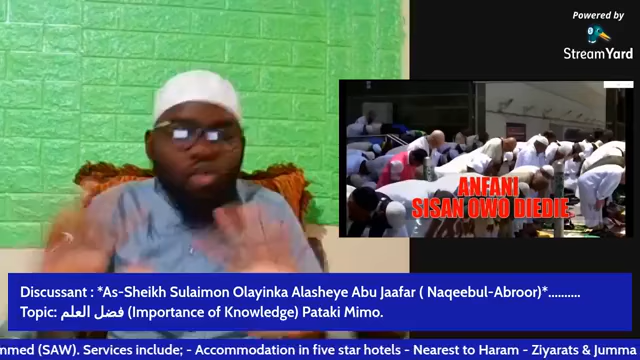 Powered by
StreamYard
ANFANI
SISAN OWO DIEDIE
Discussant : *As-Sheikh Sulaimon Olayinka Alasheye Abu Jaafar ( Naqeebul-Abroor)*..........
Topic: فضل العلم (Importance of Knowledge) Pataki Mimo.
mmed (SAW). Services include; - Accommodation in five star hotels - Nearest to Haram - Ziyarats & Jumma